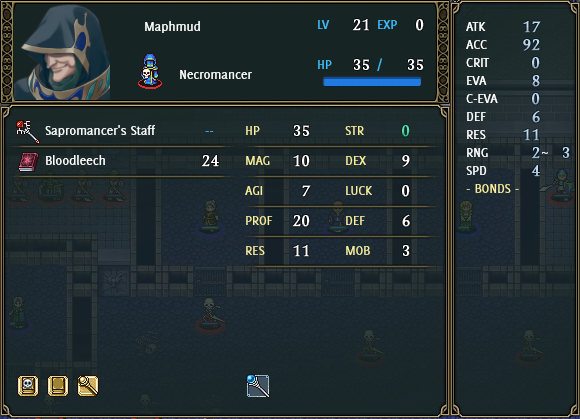 Maphmud
LV 21 EXP 0
Necromancer
HP 35 / 35
Sapromancer's Staff --
Bloodleech 24
HP 35 STR 0
MAG 10 DEX 9
AGI 7 LUCK 0
PROF 20 DEF 6
RES 11 MOB 3
ATK 17
ACC 92
CRIT 0
EVA 8
C-EVA 0
DEF 6
RES 11
RNG 2~ 3
SPD 4
- BONDS -